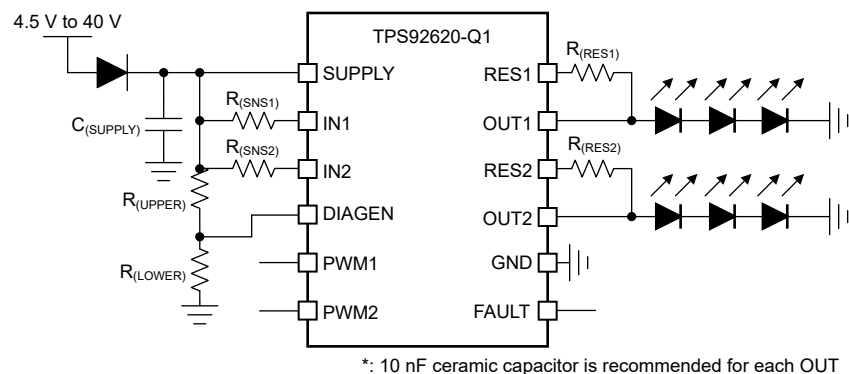 4.5 V to 40 V
TPS92620-Q1
SUPPLY
RES1
R(RES1)
R(SNS1)
C(SUPPLY)
IN1
OUT1
R(SNS2)
R(RES2)
IN2
RES2
R(UPPER)
DIAGEN
OUT2
R(LOWER)
PWM1
GND
PWM2
FAULT
*: 10 nF ceramic capacitor is recommended for each OUT